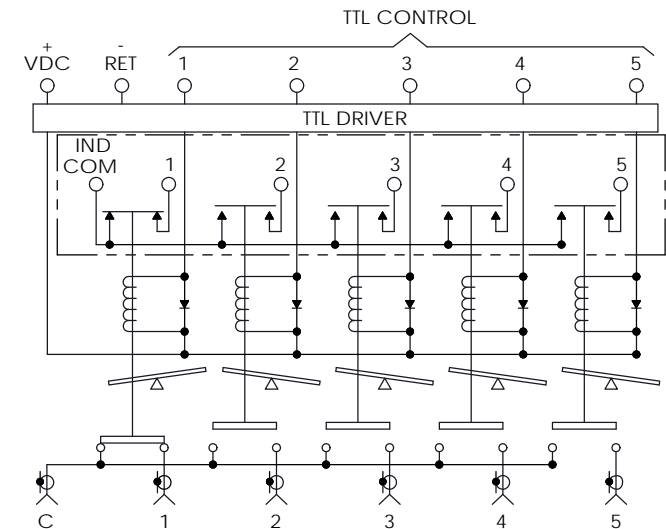 TTL CONTROL
+ -
VDC RET 1 2 3 4 5
TTL DRIVER
IND
COM 1 2 3 4 5
C 1 2 3 4 5